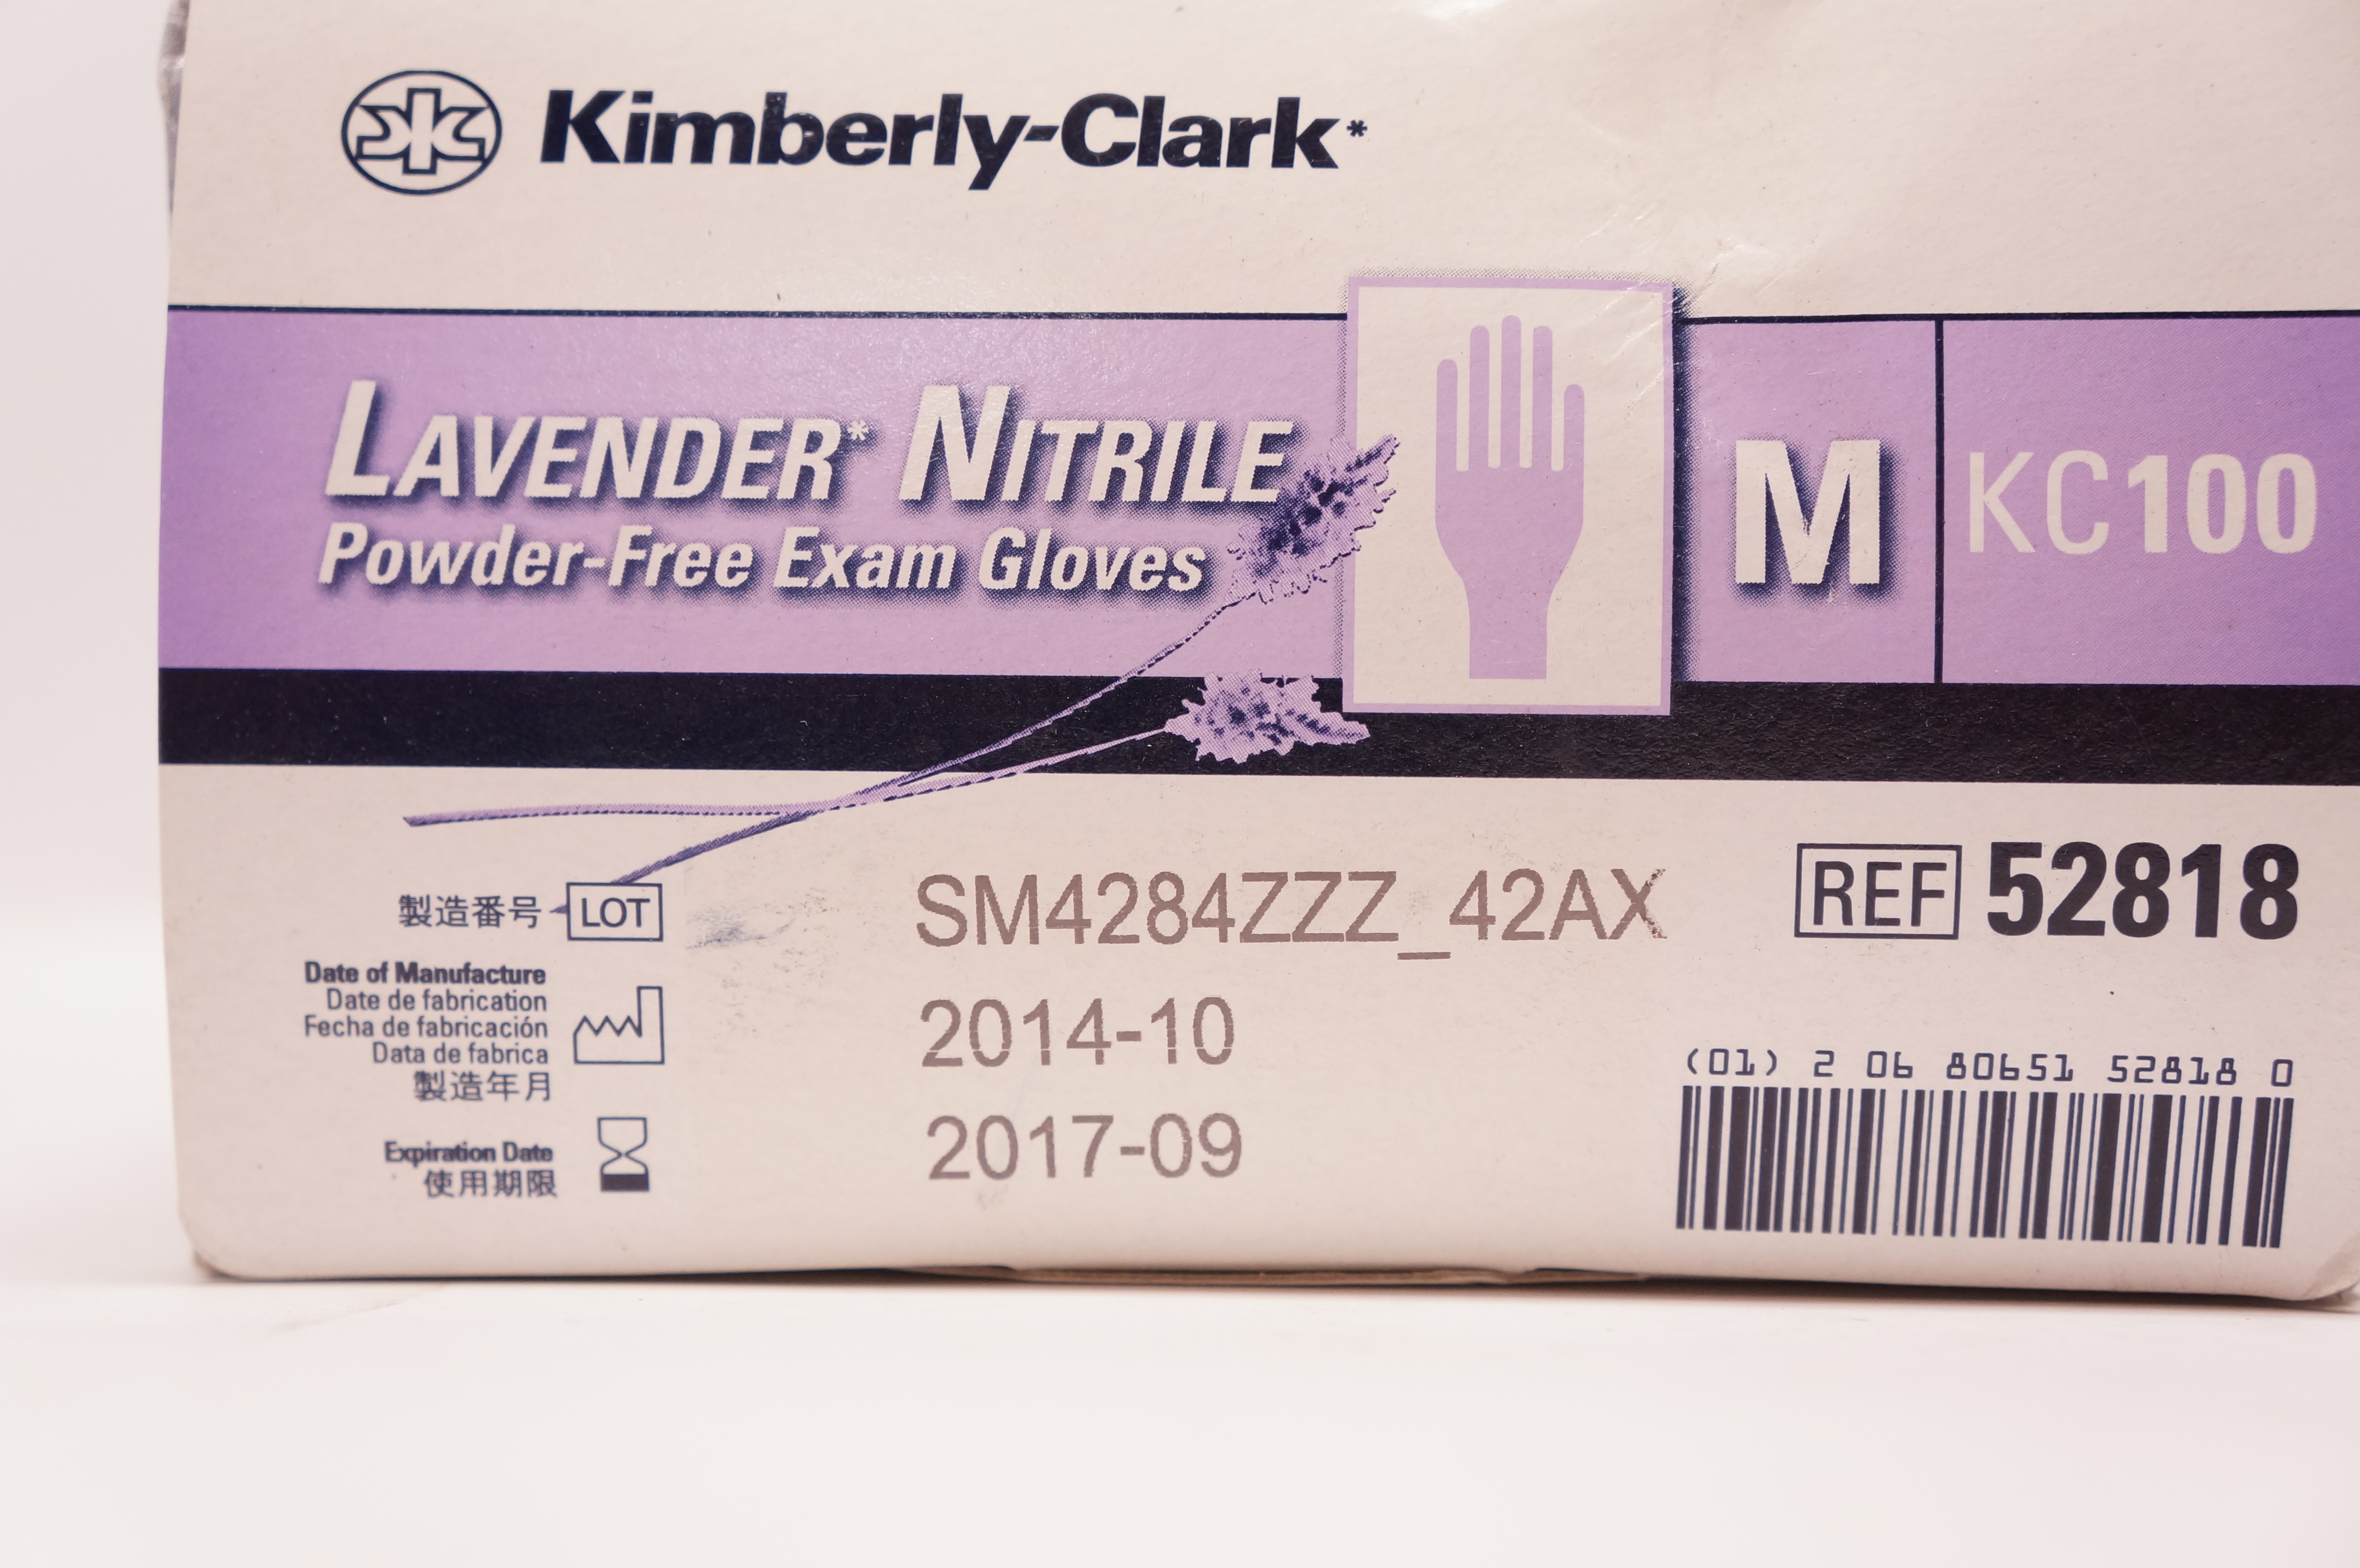 Kimberly-Clark*
LAVENDER* NITRILE
Powder-Free Exam Gloves
M
KC100
製造番号 LOT SM4284ZZZ_42AX
REF 52818
Date of Manufacture
Date de fabrication
Fecha de fabricación
Data de fabrica
製造年月
2014-10
Expiration Date
使用期限
2017-09
(01) 2 06 80651 52818 0